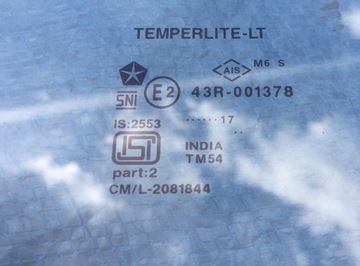 TEMPERLITE-LT
AIS M6 S
SNI E2 43R-001378
IS:2553 ......17
ISI INDIA
TM54
part:2
CM/L-2081844